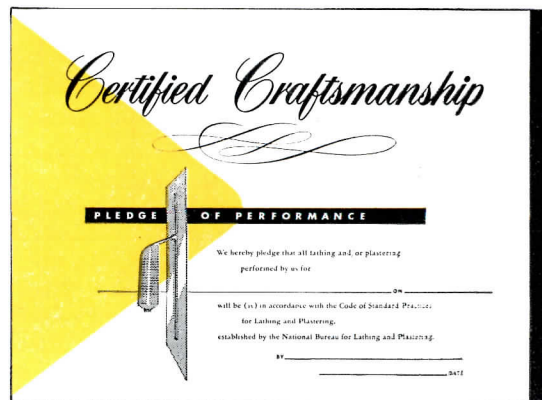 Certified Craftsmanship
PLEDGE OF PERFORMANCE
We hereby pledge that all lathing and/or plastering
performed by us for
ON
will be (is) in accordance with the Code of Standard Practices
for Lathing and Plastering,
established by the National Bureau for Lathing and Plastering.
BY
DATE